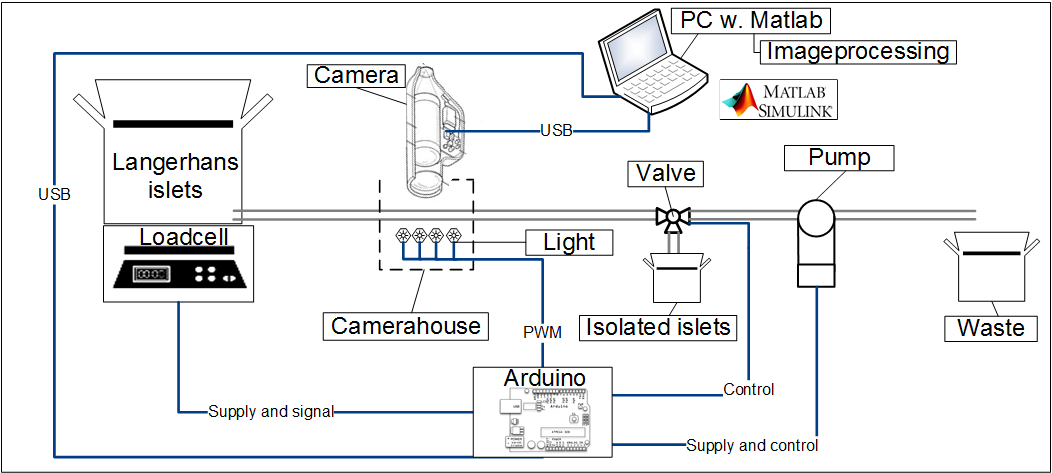 PC w. Matlab
Imageprocessing
Camera
MATLAB
SIMULINK®
USB
Langerhans
islets
USB
Valve
Pump
Loadcell
Light
Camerahouse
Isolated islets
Waste
PWM
Arduino
Control
Supply and signal
Supply and control